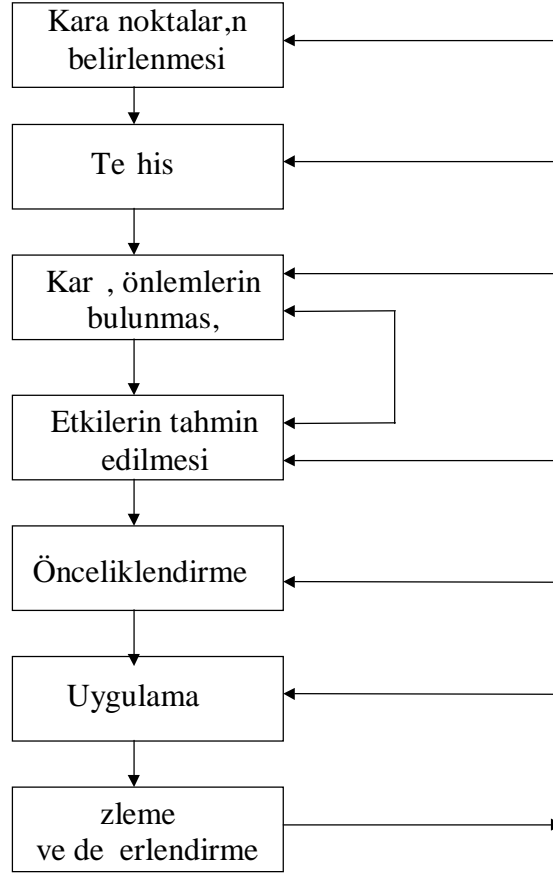 Kara noktalar,n
belirlenmesi
Te his
Kar , önlemlerin
bulunmas,
Etkilerin tahmin
edilmesi
Önceliklendirme
Uygulama
zleme
ve de erlendirme